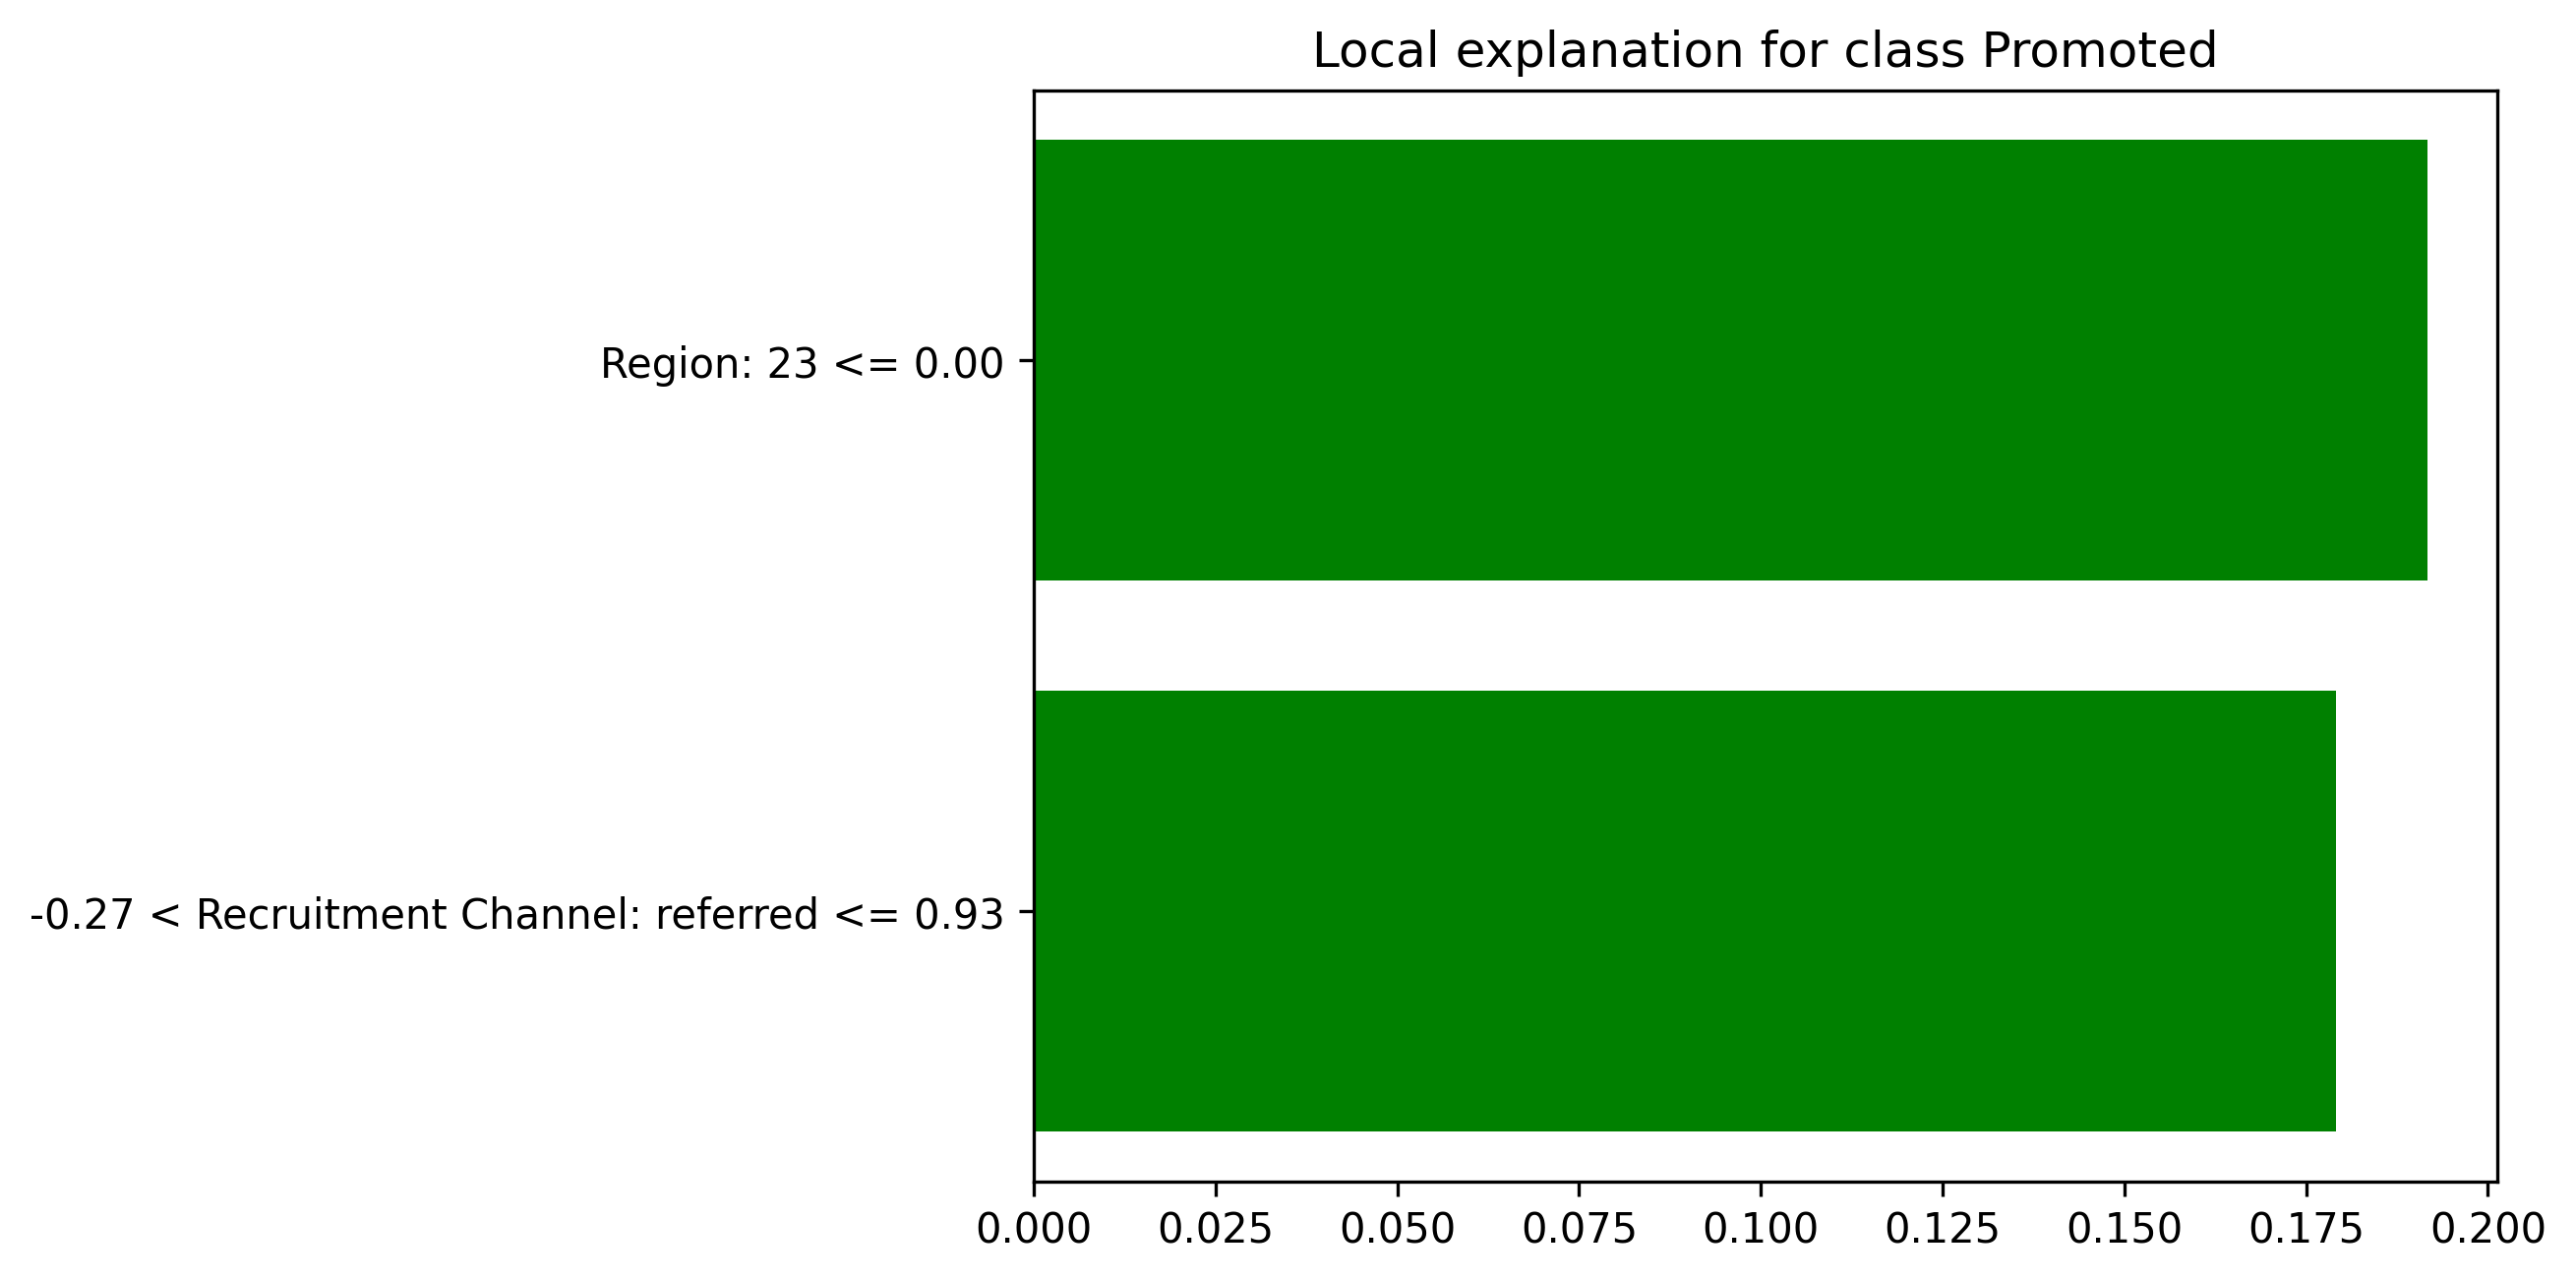 Local explanation for class Promoted
Region: 23 <= 0.00
-0.27 < Recruitment Channel: referred <= 0.93
0.000 0.025 0.050 0.075 0.100 0.125 0.150 0.175 0.200